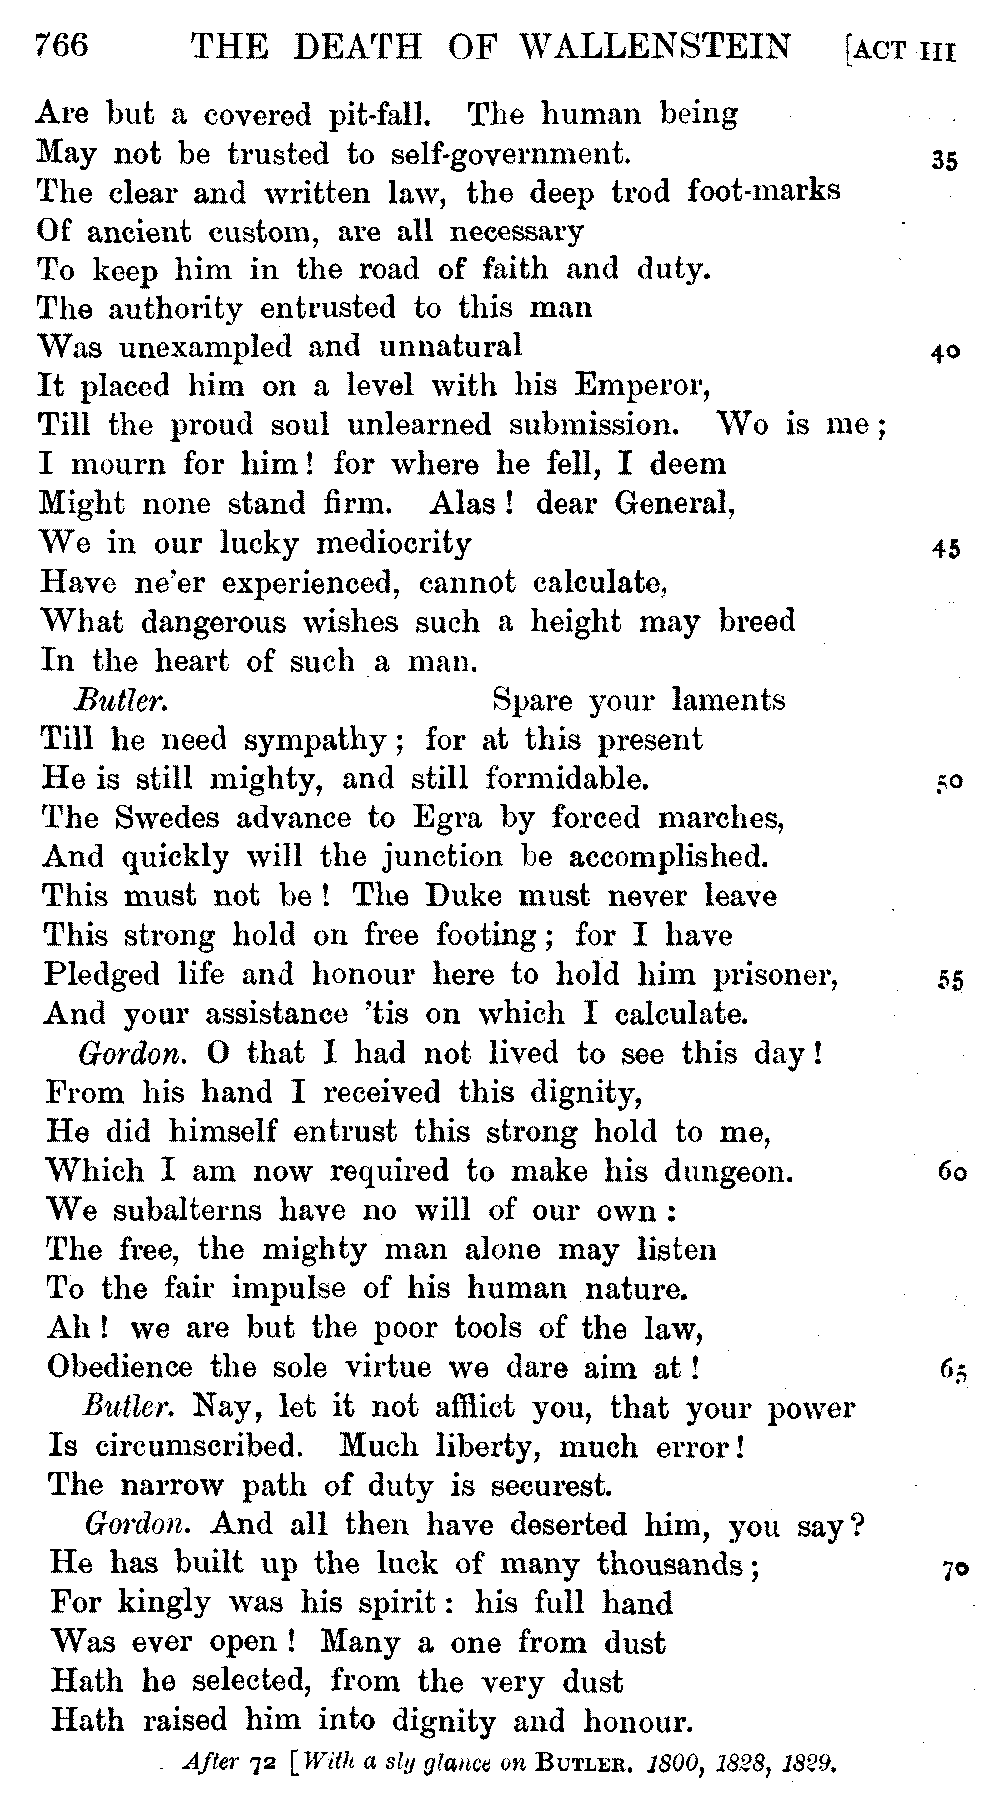 766 THE DEATH OF WALLENSTEIN [ACT III
Are but a covered pit-fall. The human being
May not be trusted to self-government. 35
The clear and written law, the deep trod foot-marks
Of ancient custom, are all necessary
To keep him in the road of faith and duty.
The authority entrusted to this man
Was unexampled and unnatural 40
It placed him on a level with his Emperor,
Till the proud soul unlearned submission. Wo is me;
I mourn for him! for where he fell, I deem
Might none stand firm. Alas! dear General,
We in our lucky mediocrity 45
Have ne'er experienced, cannot calculate,
What dangerous wishes such a height may breed
In the heart of such a man.
Butler. Spare your laments
Till he need sympathy; for at this present
He is still mighty, and still formidable. 50
The Swedes advance to Egra by forced marches,
And quickly will the junction be accomplished.
This must not be! The Duke must never leave
This strong hold on free footing; for I have
Pledged life and honour here to hold him prisoner, 55
And your assistance 'tis on which I calculate.
Gordon. O that I had not lived to see this day!
From his hand I received this dignity,
He did himself entrust this strong hold to me,
Which I am now required to make his dungeon. 60
We subalterns have no will of our own:
The free, the mighty man alone may listen
To the fair impulse of his human nature.
Ah! we are but the poor tools of the law,
Obedience the sole virtue we dare aim at! 65
Butler. Nay, let it not afflict you, that your power
Is circumscribed. Much liberty, much error!
The narrow path of duty is securest.
Gordon. And all then have deserted him, you say?
He has built up the luck of many thousands; 70
For kingly was his spirit: his full hand
Was ever open! Many a one from dust
Hath he selected, from the very dust
Hath raised him into dignity and honour.
After 72 [With a sly glance on BUTLER. 1800, 1828, 1829.